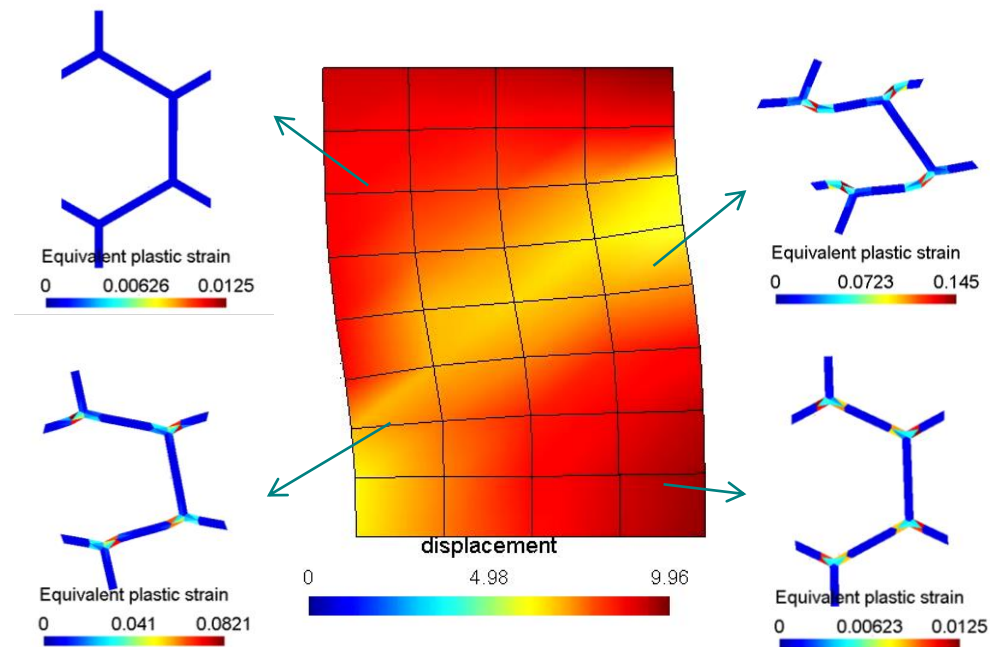 Equivalent plastic strain
0 0.00626 0.0125
Equivalent plastic strain
0 0.0723 0.145
Equivalent plastic strain
0 0.041 0.0821
displacement
0 4.98 9.96
Equivalent plastic strain
0 0.00623 0.0125